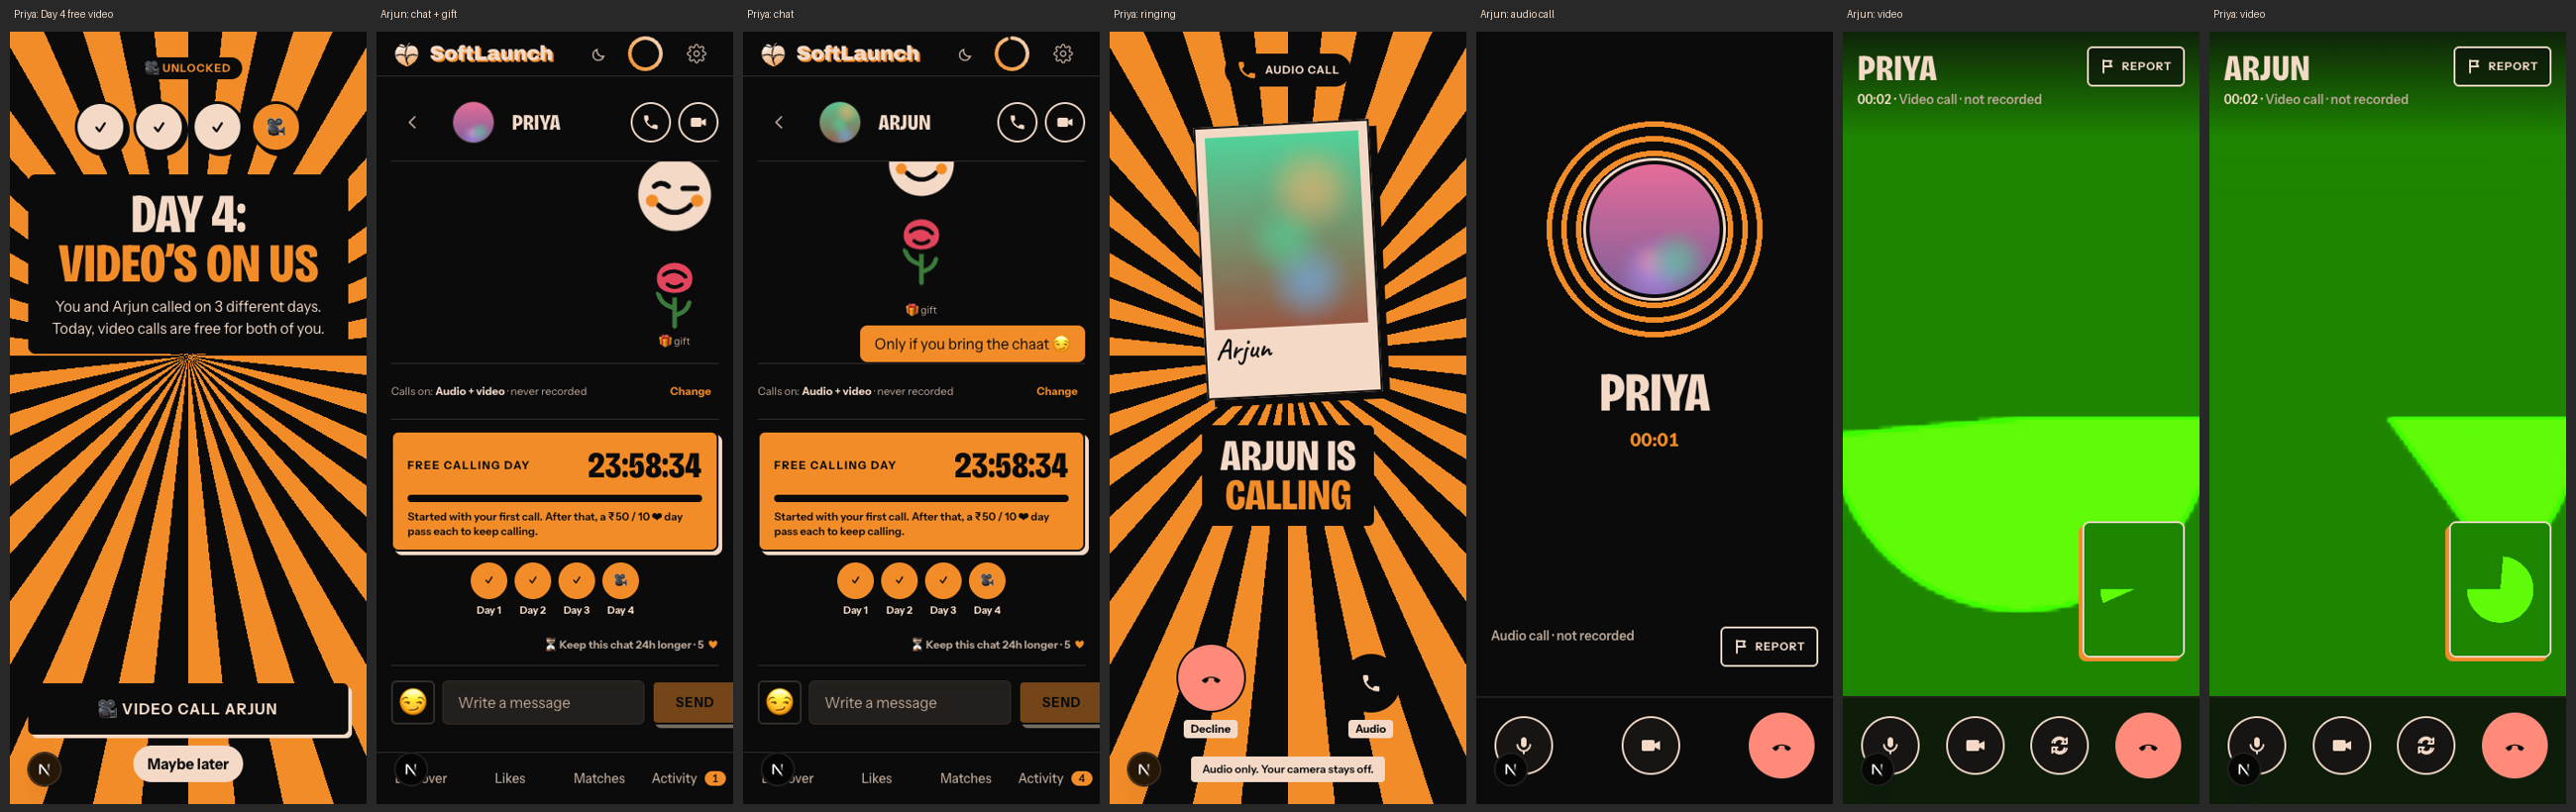 Priya: Day 4 free video
UNLOCKED
DAY 4:
VIDEO'S ON US
You and Arjun called on 3 different days.
Today, video calls are free for both of you.
VIDEO CALL ARJUN
Maybe later
N
Arjun: chat + gift
SoftLaunch
PRIYA
gift
Calls on: Audio + video · never recorded
Change
FREE CALLING DAY
23:58:34
Started with your first call. After that, a ₹50 / 10 ❤ day
pass each to keep calling.
Day 1 Day 2 Day 3 Day 4
Keep this chat 24h longer · 5
Write a message
SEND
N
over Likes Matches Activity 1
Priya: chat
SoftLaunch
ARJUN
gift
Only if you bring the chaat 😏
Calls on: Audio + video · never recorded
Change
FREE CALLING DAY
23:58:34
Started with your first call. After that, a ₹50 / 10 ❤ day
pass each to keep calling.
Day 1 Day 2 Day 3 Day 4
Keep this chat 24h longer · 5
Write a message
SEND
N
over Likes Matches Activity 4
Priya: ringing
AUDIO CALL
Arjun
ARJUN IS
CALLING
Decline
Audio
Audio only. Your camera stays off.
N
Arjun: audio call
PRIYA
00:01
Audio call · not recorded
REPORT
N
Arjun: video
PRIYA
REPORT
00:02 · Video call · not recorded
N
Priya: video
ARJUN
REPORT
00:02 · Video call · not recorded
N